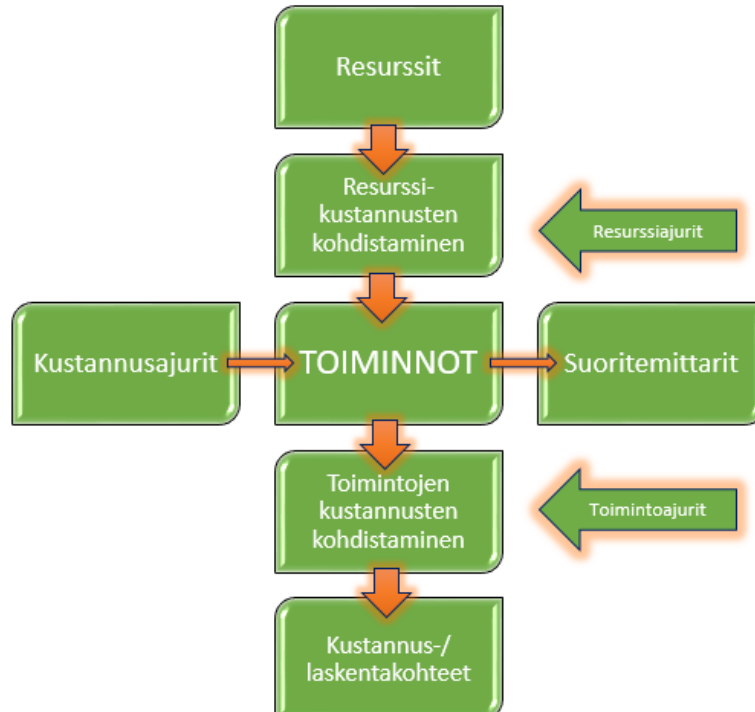 Resurssit
Resurssi-
kustannusten
kohdistaminen
Resurssiajurit
Kustannusajurit
TOIMINNOT
Suoritemittarit
Toimintojen
kustannusten
kohdistaminen
Toimintoajurit
Kustannus-/
laskentakohteet